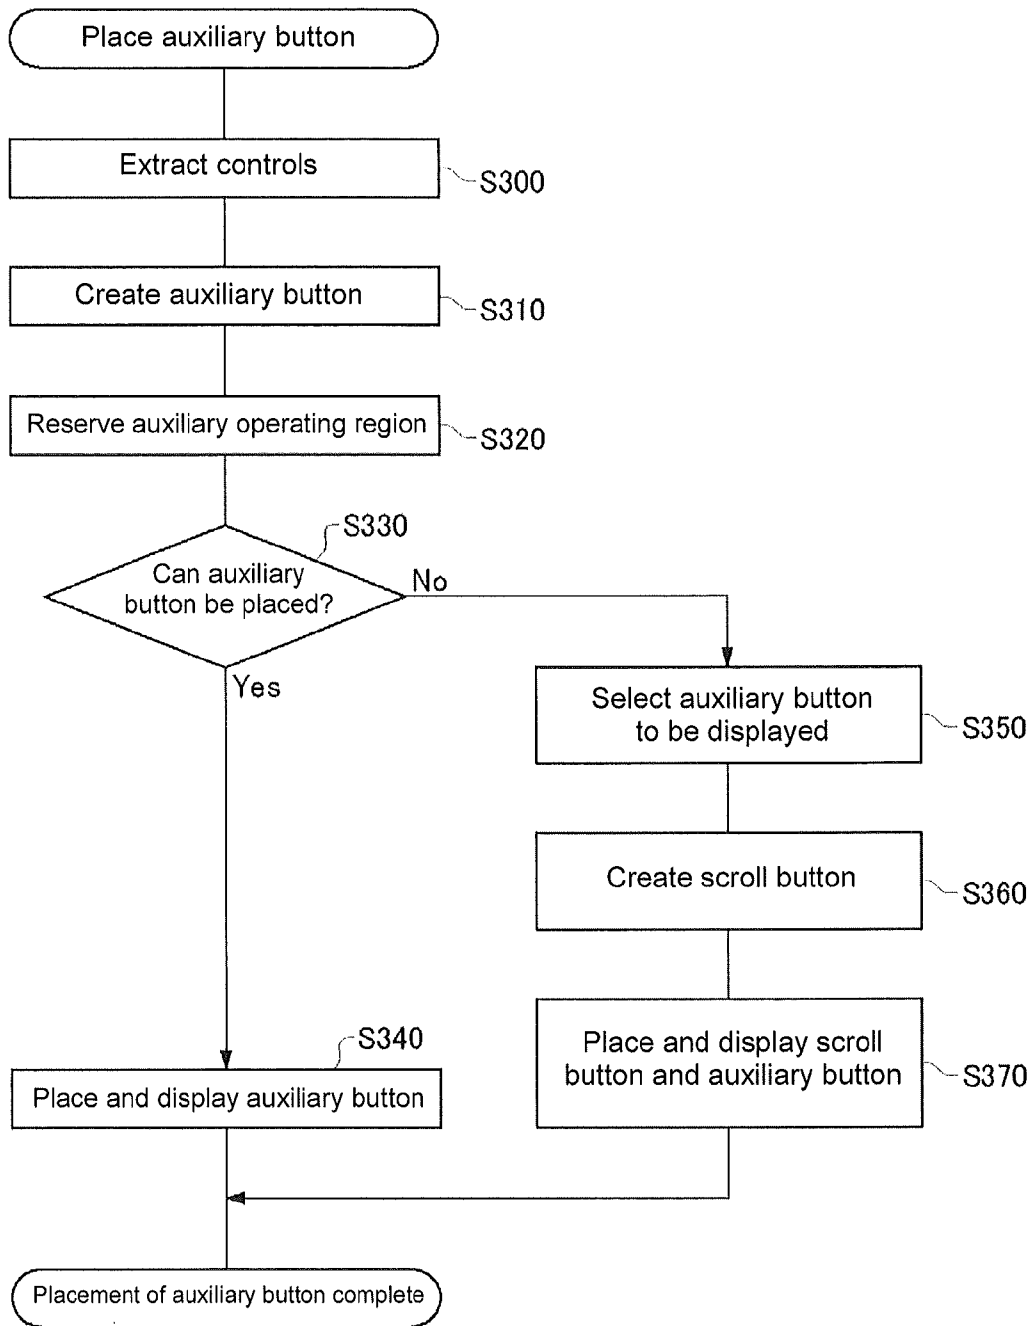 Place auxiliary button
Extract controls
S300
Create auxiliary button
S310
Reserve auxiliary operating region
S320
S330
Can auxiliary
button be placed?
No
Yes
Select auxiliary button
to be displayed
S350
Create scroll button
S360
Place and display scroll
button and auxiliary button
S370
S340
Place and display auxiliary button
Placement of auxiliary button complete